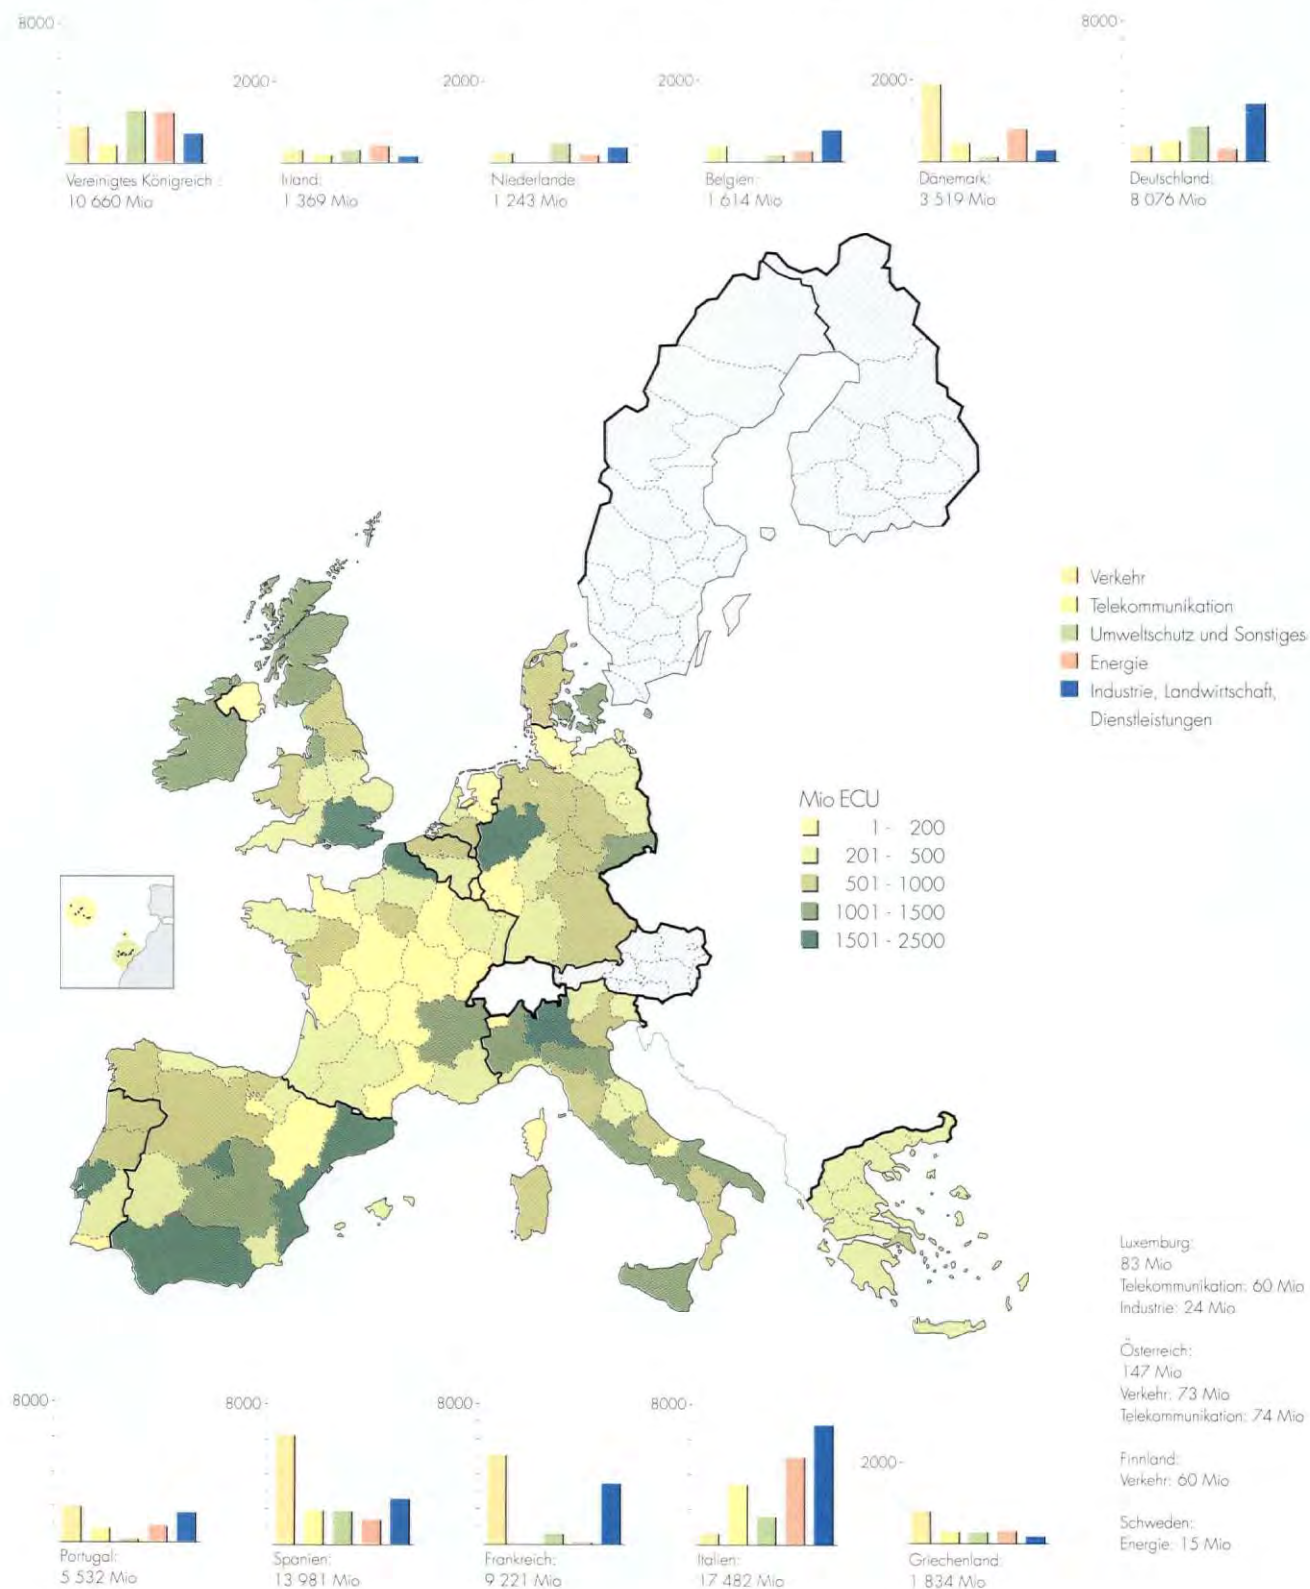 8000
2000
2000
2000
2000
8000
Vereinigtes Königreich :
10 660 Mio
Irland:
1 369 Mio
Niederlande
1 243 Mio
Belgien:
1 614 Mio
Dänemark:
3 519 Mio
Deutschland:
8 076 Mio
Verkehr
Telekommunikation
Umweltschutz und Sonstiges
Energie
Industrie, Landwirtschaft,
Dienstleistungen
Mio ECU
1 - 200
201 - 500
501 - 1000
1001 - 1500
1501 - 2500
Luxemburg:
83 Mio
Telekommunikation: 60 Mio
Industrie: 24 Mio
Österreich:
147 Mio
Verkehr: 73 Mio
Telekommunikation: 74 Mio
Finnland:
Verkehr: 60 Mio
Schweden:
Energie: 15 Mio
8000
8000
8000
8000
2000
Portugal:
5 532 Mio
Spanien:
13 981 Mio
Frankreich:
9 221 Mio
Italien:
17 482 Mio
Griechenland:
1 834 Mio